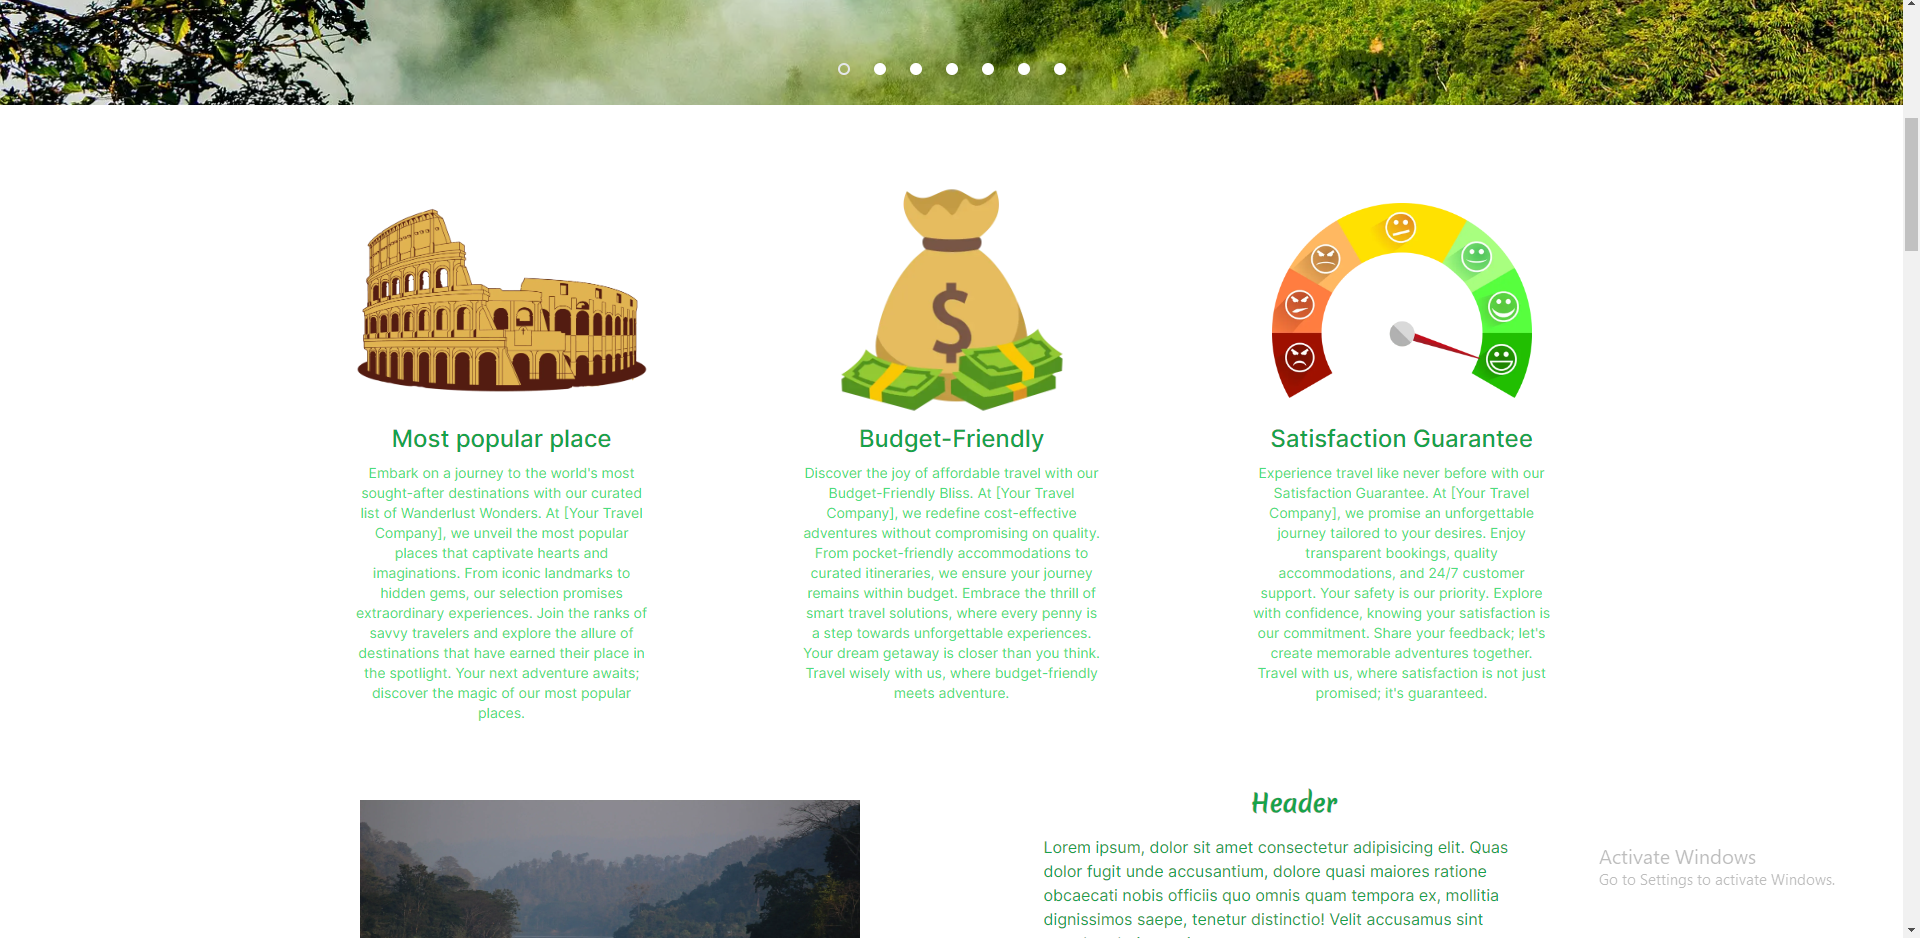 $
Most popular place
Embark on a journey to the world's most
sought-after destinations with our curated
list of Wanderlust Wonders. At [Your Travel
Company], we unveil the most popular
places that captivate hearts and
imaginations. From iconic landmarks to
hidden gems, our selection promises
extraordinary experiences. Join the ranks of
savvy travelers and explore the allure of
destinations that have earned their place in
the spotlight. Your next adventure awaits;
discover the magic of our most popular
places.
Budget-Friendly
Discover the joy of affordable travel with our
Budget-Friendly Bliss. At [Your Travel
Company], we redefine cost-effective
adventures without compromising on quality.
From pocket-friendly accommodations to
curated itineraries, we ensure your journey
remains within budget. Embrace the thrill of
smart travel solutions, where every penny is
a step towards unforgettable experiences.
Your dream getaway is closer than you think.
Travel wisely with us, where budget-friendly
meets adventure.
Satisfaction Guarantee
Experience travel like never before with our
Satisfaction Guarantee. At [Your Travel
Company], we promise an unforgettable
journey tailored to your desires. Enjoy
transparent bookings, quality
accommodations, and 24/7 customer
support. Your safety is our priority. Explore
with confidence, knowing your satisfaction is
our commitment. Share your feedback; let's
create memorable adventures together.
Travel with us, where satisfaction is not just
promised; it's guaranteed.
Header
Lorem ipsum, dolor sit amet consectetur adipisicing elit. Quas
dolor fugit unde accusantium, dolore quasi maiores ratione
obcaecati nobis officiis quo omnis quam tempora ex, mollitia
dignissimos saepe, tenetur distinctio! Velit accusamus sint
Activate Windows
Go to Settings to activate Windows.